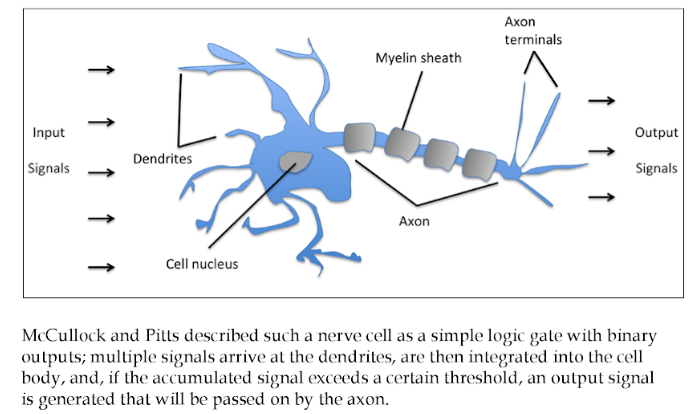 Axon
terminals
Myelin sheath
Input
Signals
Dendrites
Output
Signals
Axon
Cell nucleus
McCullock and Pitts described such a nerve cell as a simple logic gate with binary
outputs; multiple signals arrive at the dendrites, are then integrated into the cell
body, and, if the accumulated signal exceeds a certain threshold, an output signal
is generated that will be passed on by the axon.